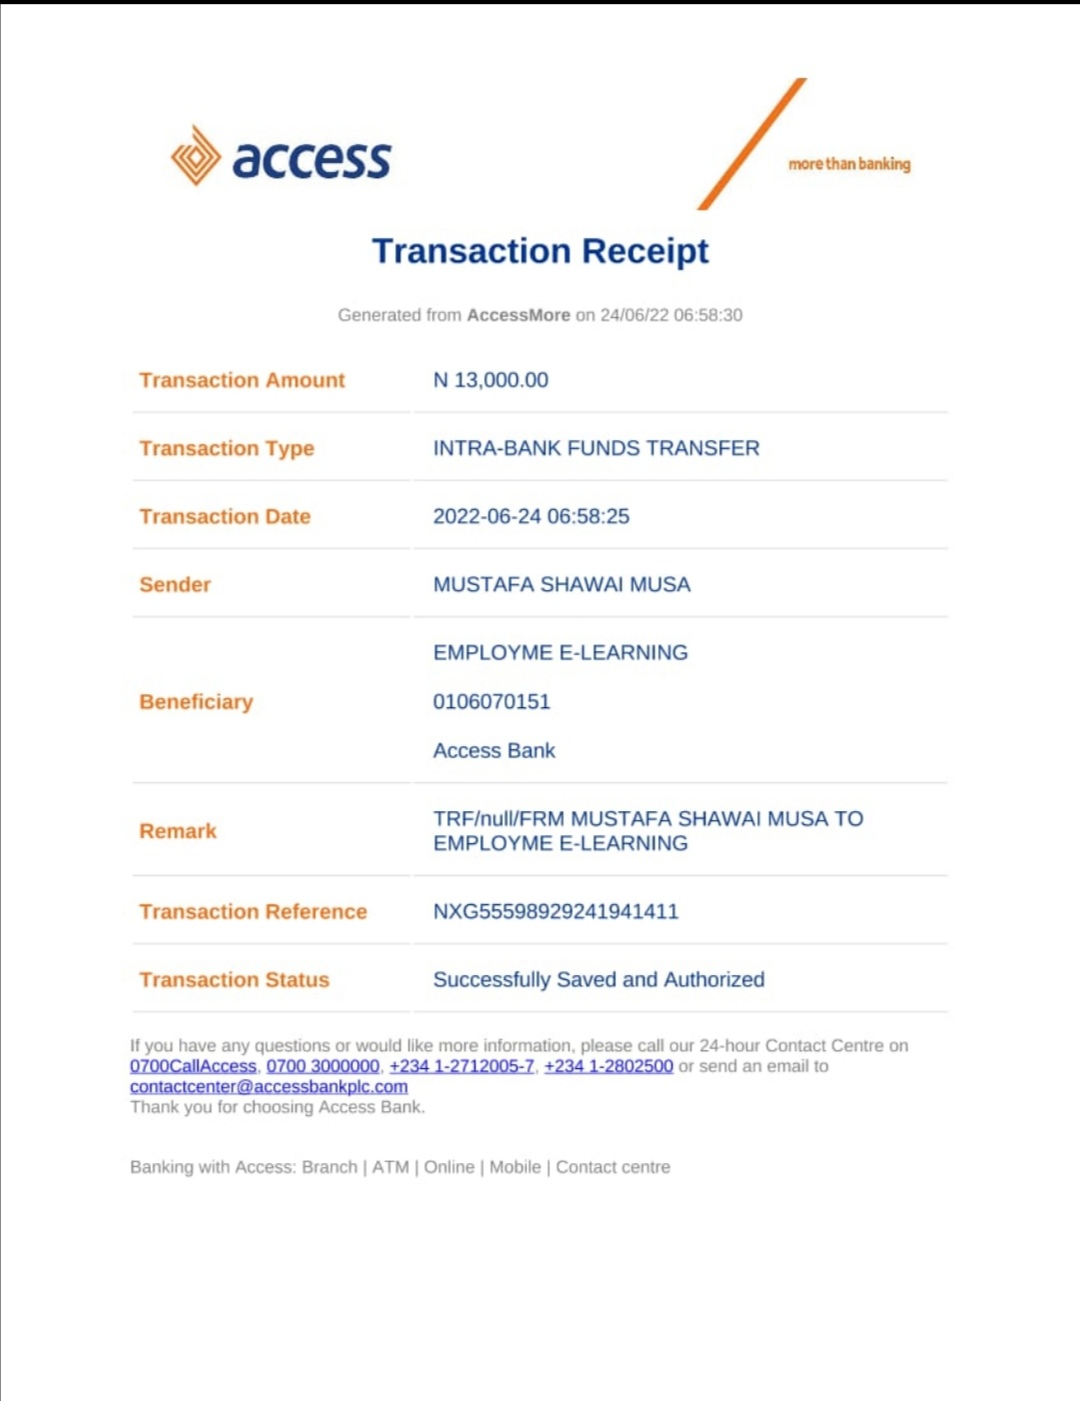 access
more than banking
Transaction Receipt
Generated from AccessMore on 24/06/22 06:58:30
Transaction Amount N 13,000.00
Transaction Type INTRA-BANK FUNDS TRANSFER
Transaction Date 2022-06-24 06:58:25
Sender MUSTAFA SHAWAI MUSA
EMPLOYME E-LEARNING
Beneficiary 0106070151
Access Bank
Remark TRF/null/FRM MUSTAFA SHAWAI MUSA TO
EMPLOYME E-LEARNING
Transaction Reference NXG55598929241941411
Transaction Status Successfully Saved and Authorized
If you have any questions or would like more information, please call our 24-hour Contact Centre on
0700CallAccess, 0700 3000000, +234 1-2712005-7, +234 1-2802500 or send an email to
contactcenter@accessbankplc.com
Thank you for choosing Access Bank.
Banking with Access: Branch | ATM | Online | Mobile | Contact centre